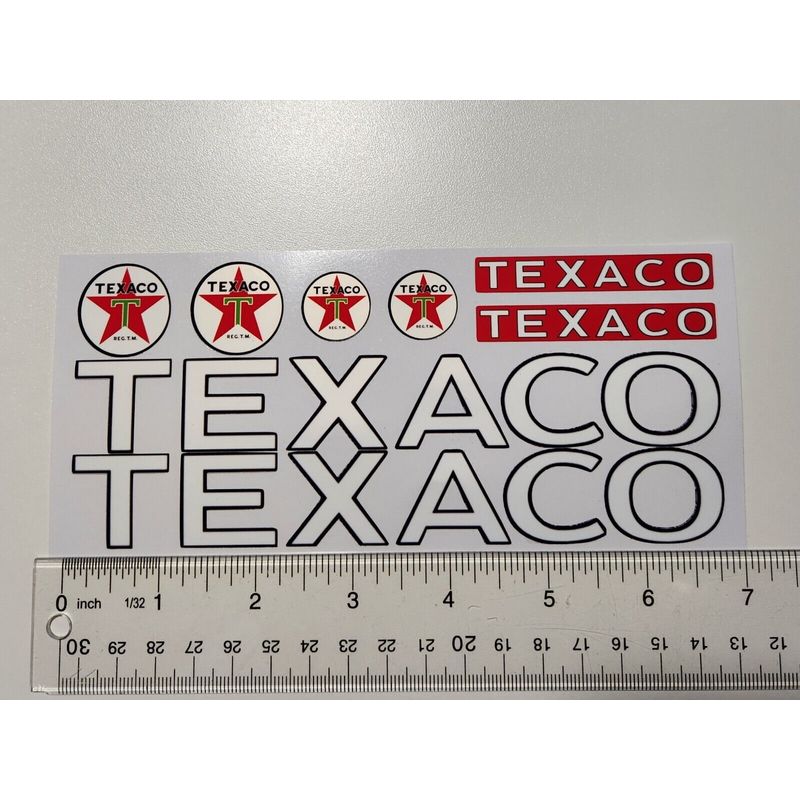 TEXACO
T
REG. T.M.
TEXACO
T
REG. T.M.
TEXACO
T
REG. T.M.
TEXACO
T
REG. T.M.
TEXACO
TEXACO
TEXACO
TEXACO
0 inch 1/32 1 2 3 4 5 6 7
30 29 28 27 26 25 24 23 22 21 20 19 18 17 16 15 14 13 12